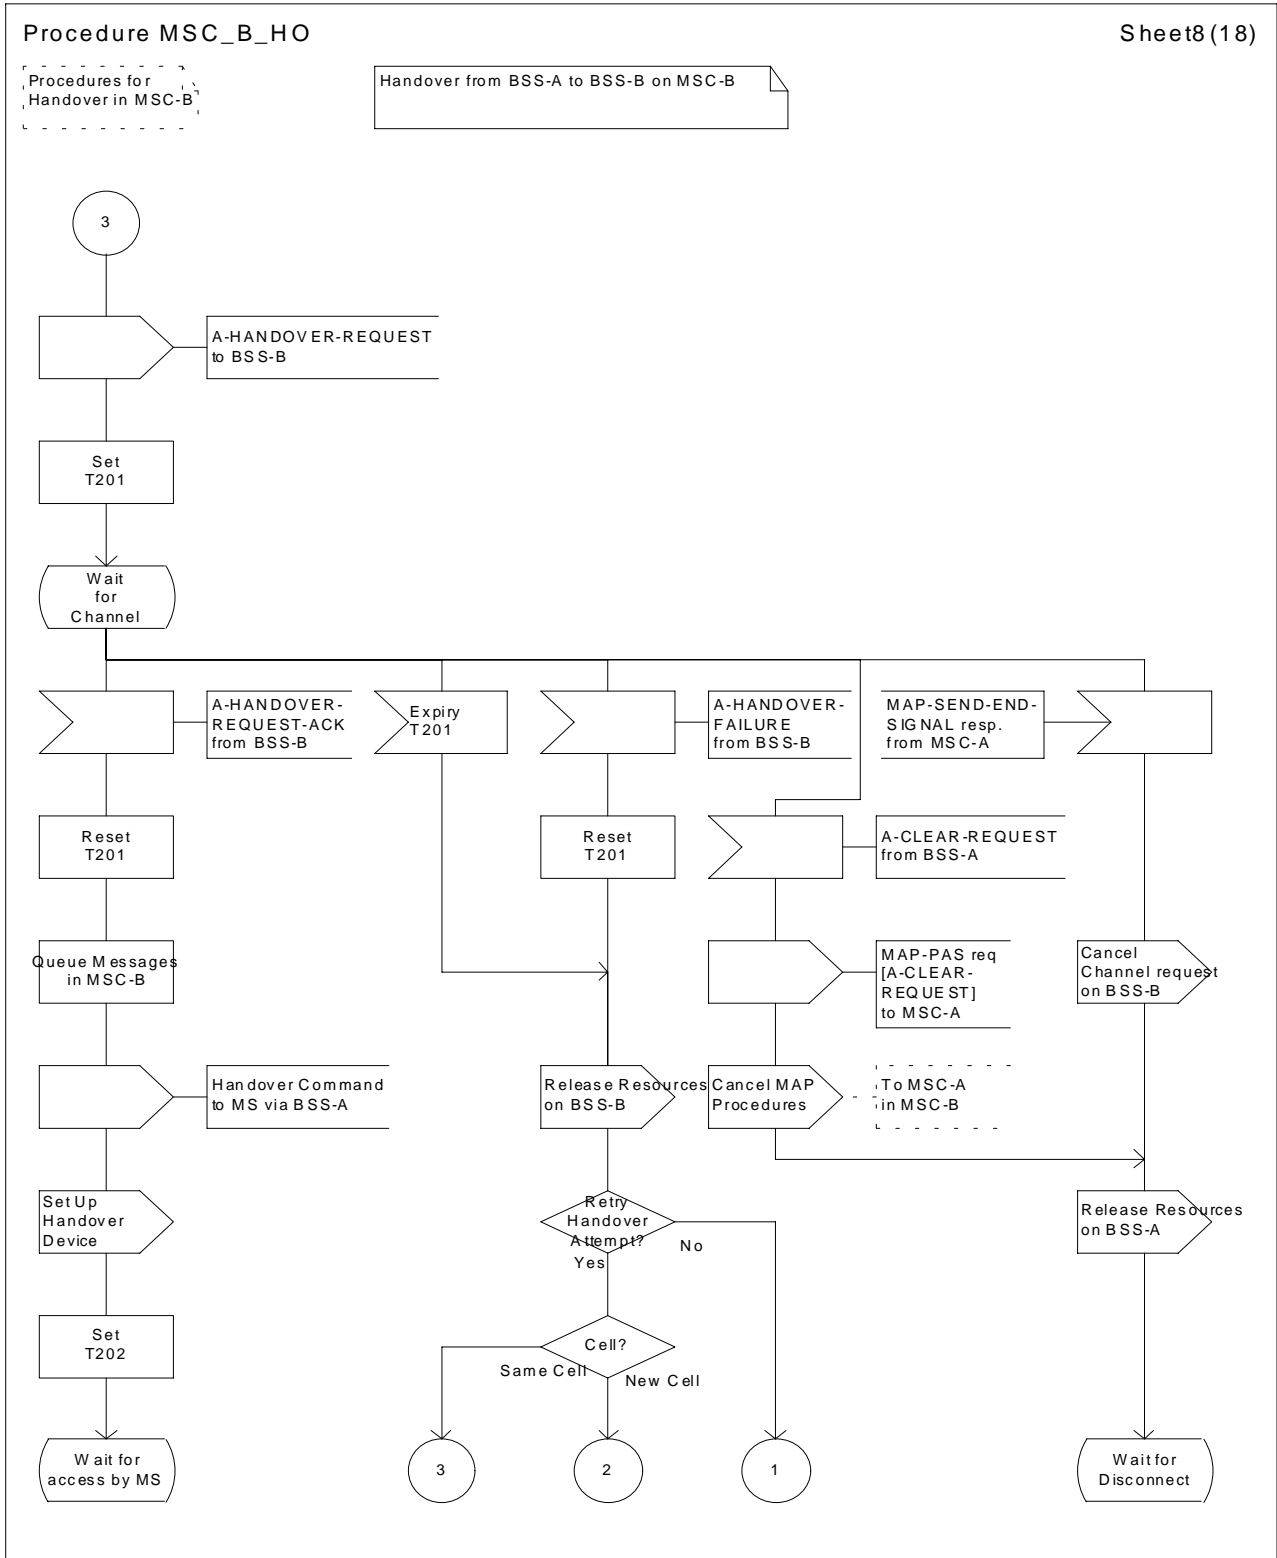 Procedure MSC_B_HO
Sheet8(18)
Procedures for
Handover in MSC-B
Handover from BSS-A to BSS-B on MSC-B
3
A-HANDOVER-REQUEST
to BSS-B
Set
T201
Wait
for
Channel
A-HANDOVER-
REQUEST-ACK
from BSS-B
Expiry
T201
A-HANDOVER-
FAILURE
from BSS-B
MAP-SEND-END-
SIGNAL resp.
from MSC-A
Reset
T201
Reset
T201
A-CLEAR-REQUEST
from BSS-A
Queue Messages
in MSC-B
MAP-PAS req
[A-CLEAR-
REQUEST]
to MSC-A
Cancel
Channel request
on BSS-B
Handover Command
to MS via BSS-A
Release Resources
on BSS-B
Cancel MAP
Procedures
To MSC-A
in MSC-B
Set Up
Handover
Device
Retry
Handover
Attempt?
No
Yes
Release Resources
on BSS-A
Set
T202
Cell?
Same Cell
New Cell
Wait for
access by MS
3
2
1
Wait for
Disconnect